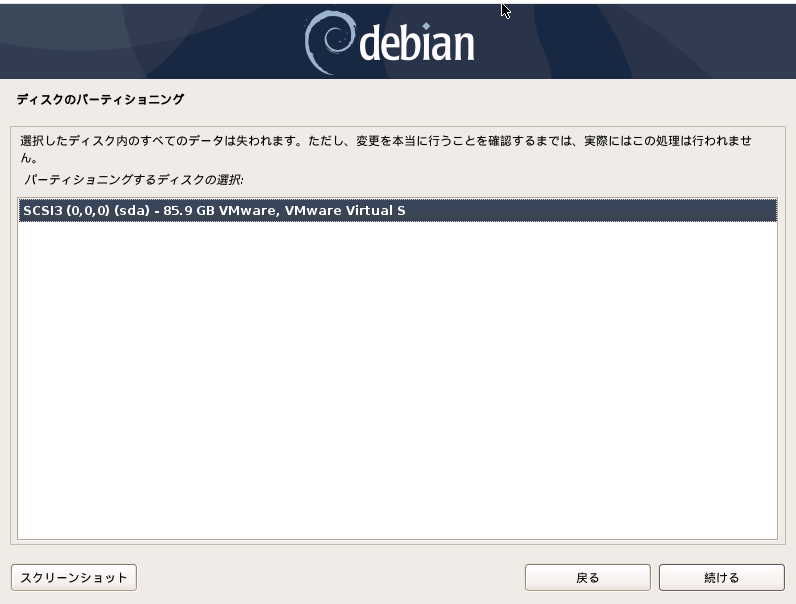 debian
ディスクのパーティショニング
選択したディスク内のすべてのデータは失われます。ただし、変更を本当に行うことを確認するまでは、実際にはこの処理は行われませ
ん。
パーティショニングするディスクの選択:
SCSI3 (0,0,0) (sda) - 85.9 GB VMware, VMware Virtual S
スクリーンショット
戻る
続ける